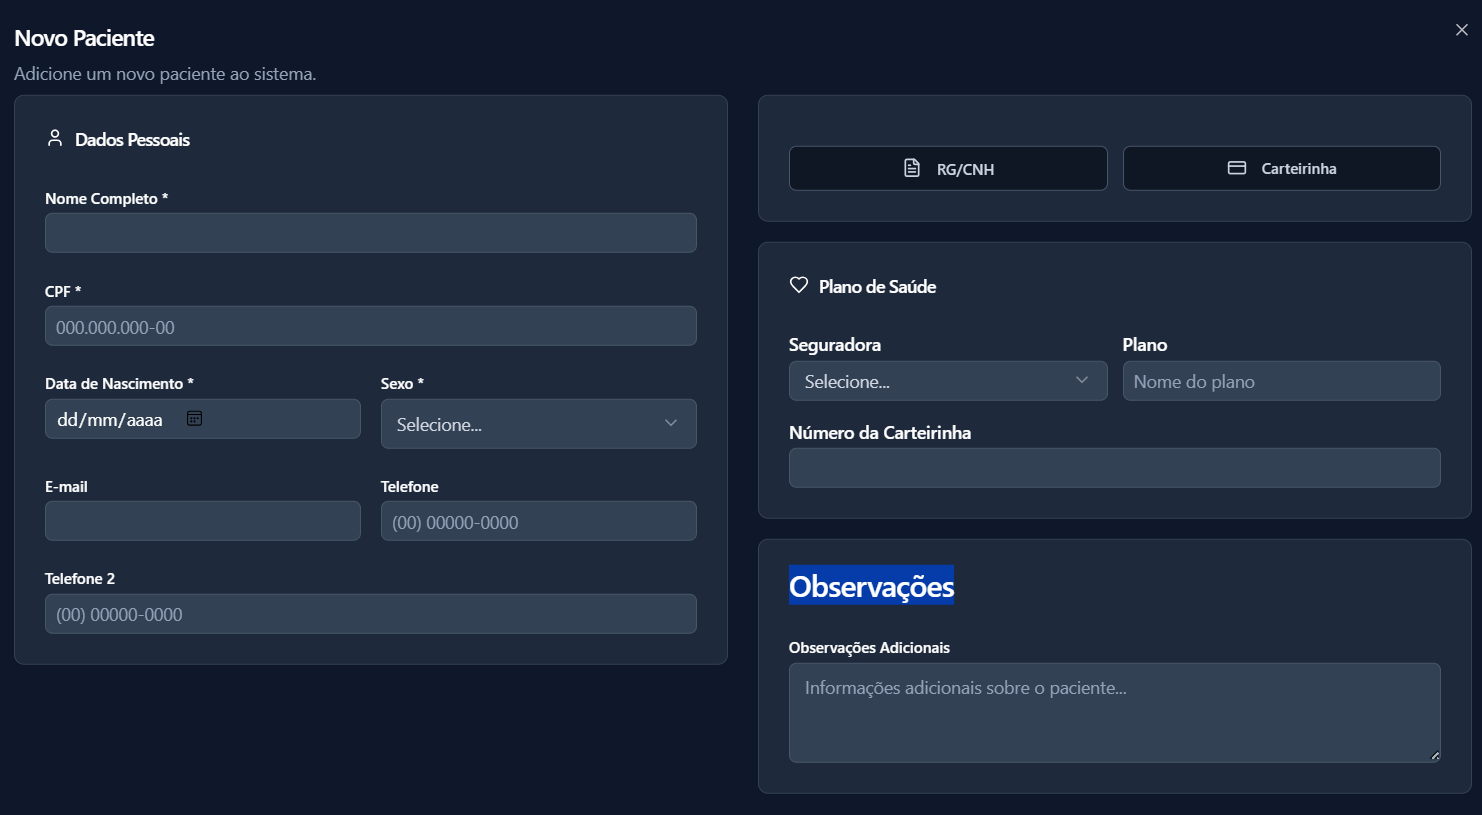 Novo Paciente
Adicione um novo paciente ao sistema.
Dados Pessoais
Nome Completo *
CPF *
000.000.000-00
Data de Nascimento *
Sexo *
dd/mm/aaaa
Selecione...
E-mail
Telefone
(00) 00000-0000
Telefone 2
(00) 00000-0000
RG/CNH
Carteirinha
Plano de Saúde
Seguradora
Plano
Selecione...
Nome do plano
Número da Carteirinha
Observações
Observações Adicionais
Informações adicionais sobre o paciente...